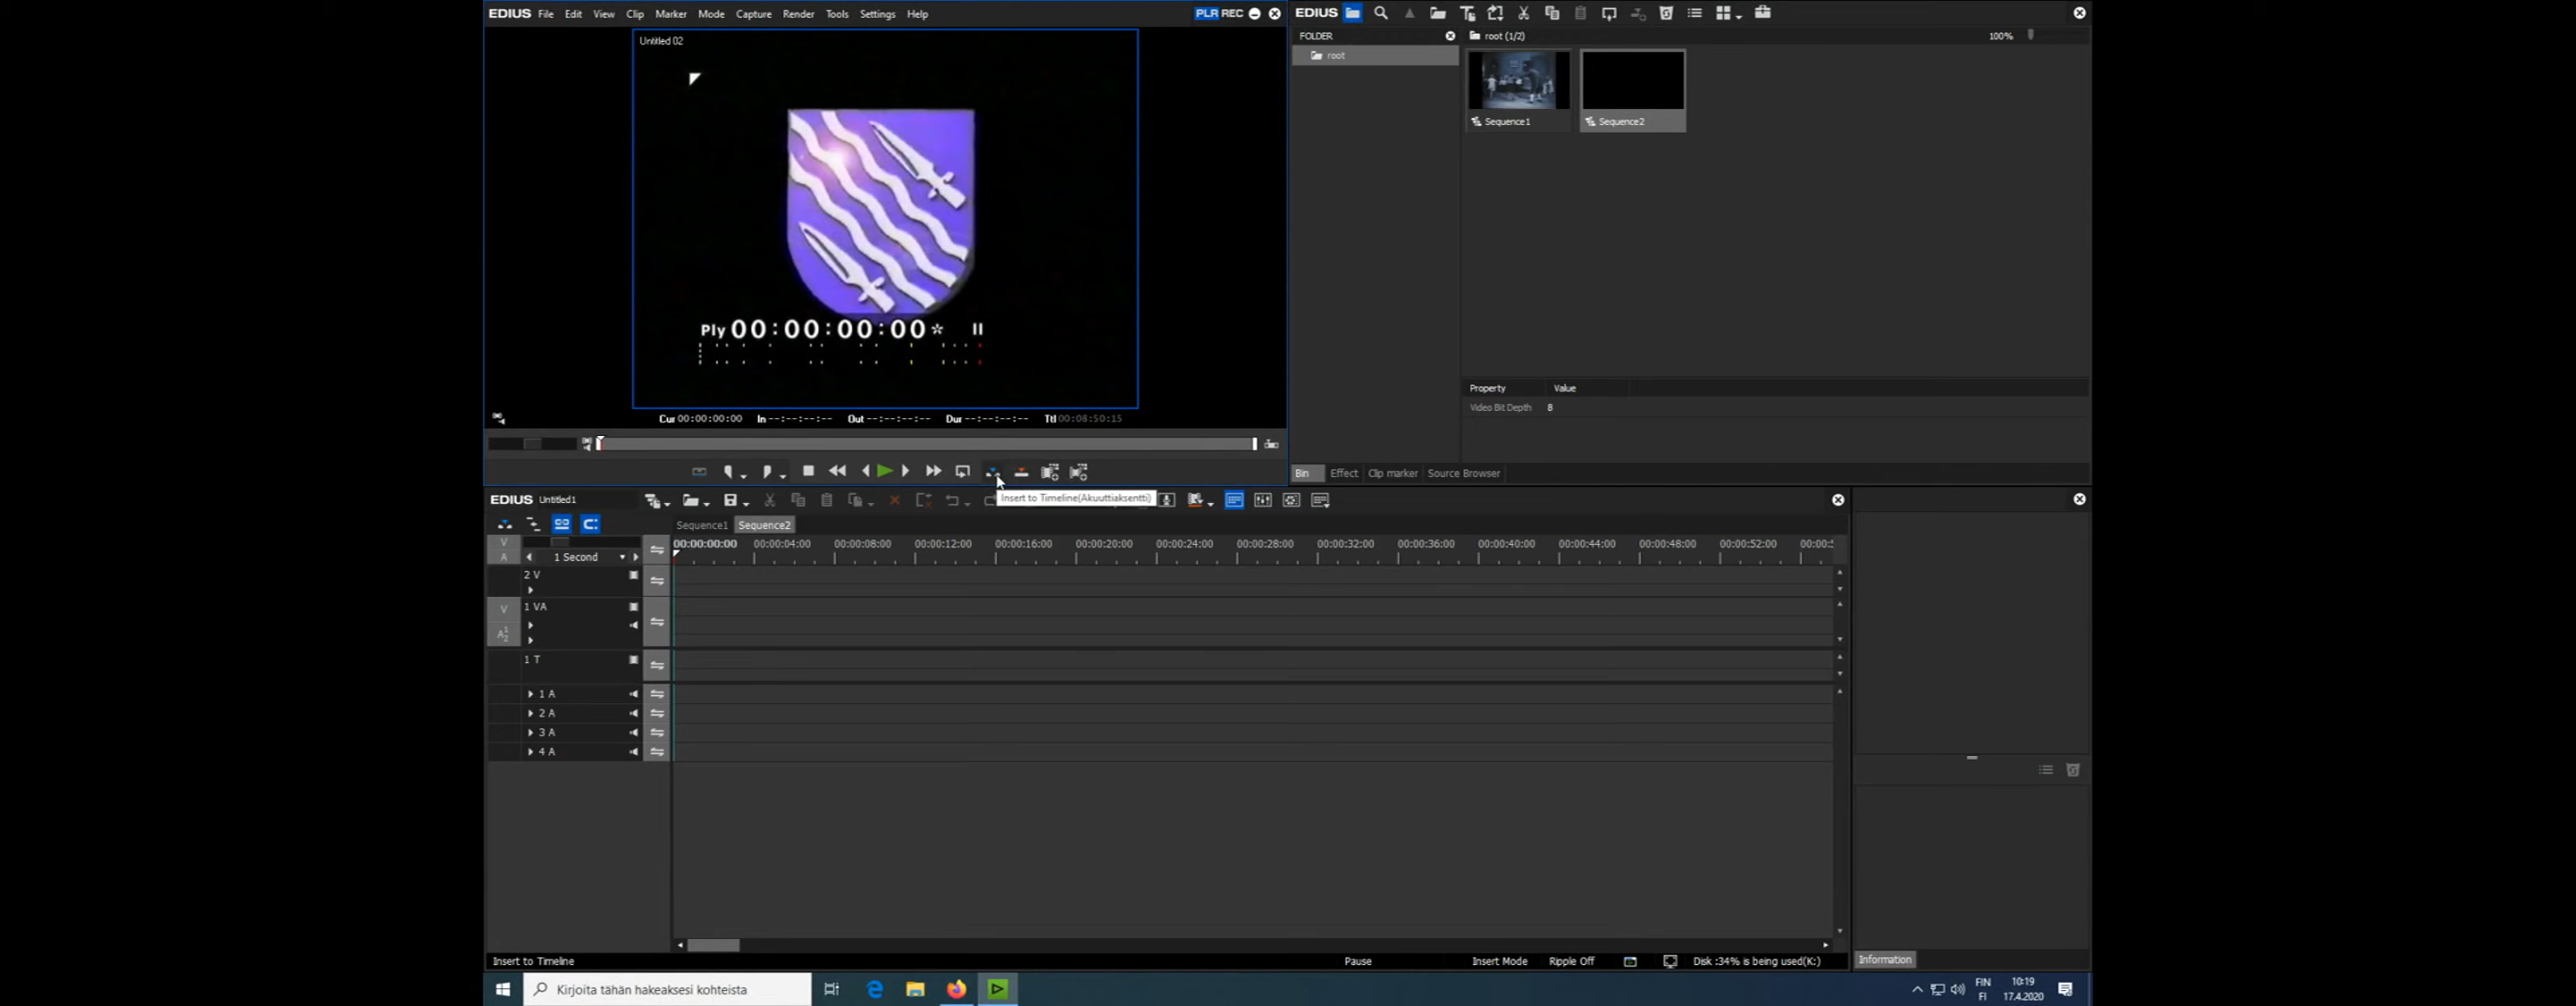 EDIUS File Edit View Clip Marker Mode Capture Render Tools Settings Help PLR REC
Untitled 02
Ply 00:00:00:00*
Cur 00:00:00:00 In --:--:--:-- Out --:--:--:-- Dur --:--:--:-- Ttl 00:08:50:15
Insert to Timeline(Akuuttiaksentti)
EDIUS
FOLDER
root
root (1/2)
100%
Sequence1
Sequence2
Property Value
Video Bit Depth 8
Bin Effect Clip marker Source Browser
EDIUS Untitled1
Sequence1 Sequence2
V
A
1 Second
00:00:00:00 00:00:04:00 00:00:08:00 00:00:12:00 00:00:16:00 00:00:20:00 00:00:24:00 00:00:28:00 00:00:32:00 00:00:36:00 00:00:40:00 00:00:44:00 00:00:48:00 00:00:52:00
2 V
V 1 VA
A12
1 T
1 A
2 A
3 A
4 A
Insert to Timeline Pause Insert Mode Ripple Off Disk :34% is being used(K:)
Information
Kirjoita tähän hakeaksesi kohteista
FIN
FI
10:19
17.4.2020